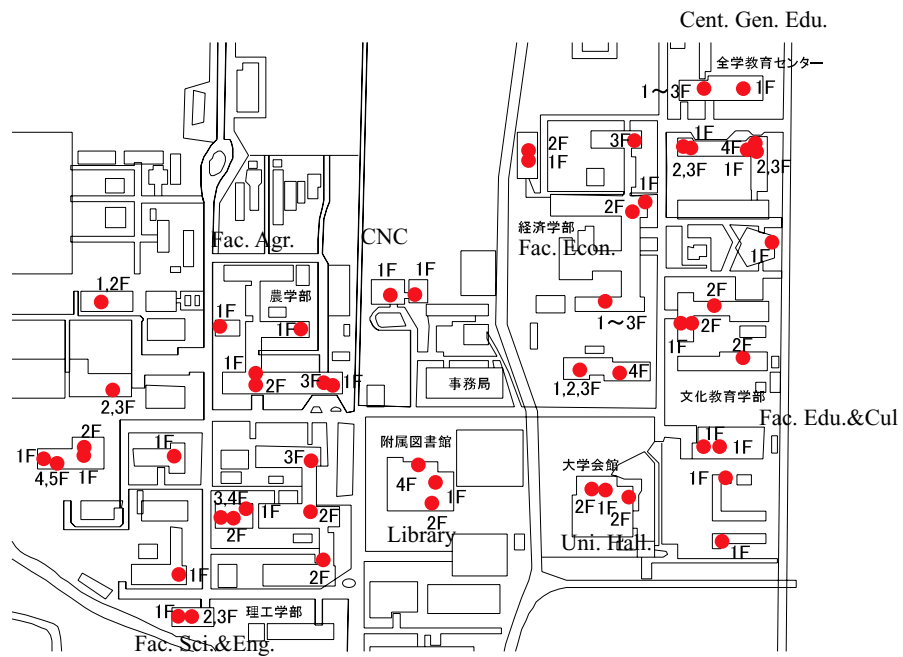 Cent. Gen. Edu.
全学教育センター
1～3F
1F
2F
1F
3F
1F
2,3F
4F
1F
2,3F
1F
2F
経済学部
Fac. Econ.
1F
Fac. Agr.
CNC
1F
1F
農学部
1,2F
1F
1F
1～3F
2F
1F
2F
2F
1F
2F
3F
1F
事務局
1,2,3F
4F
2,3F
文化教育学部
Fac. Edu.&Cul
2F
1F
4,5F
1F
1F
3F
附属図書館
4F
1F
2F
Library
大学会館
2F
1F
2F
Uni. Hall.
1F
1F
1F
1F
3,4F
1F
2F
2F
2F
1F
1F
2,3F
理工学部
Fac. Sci.&Eng.